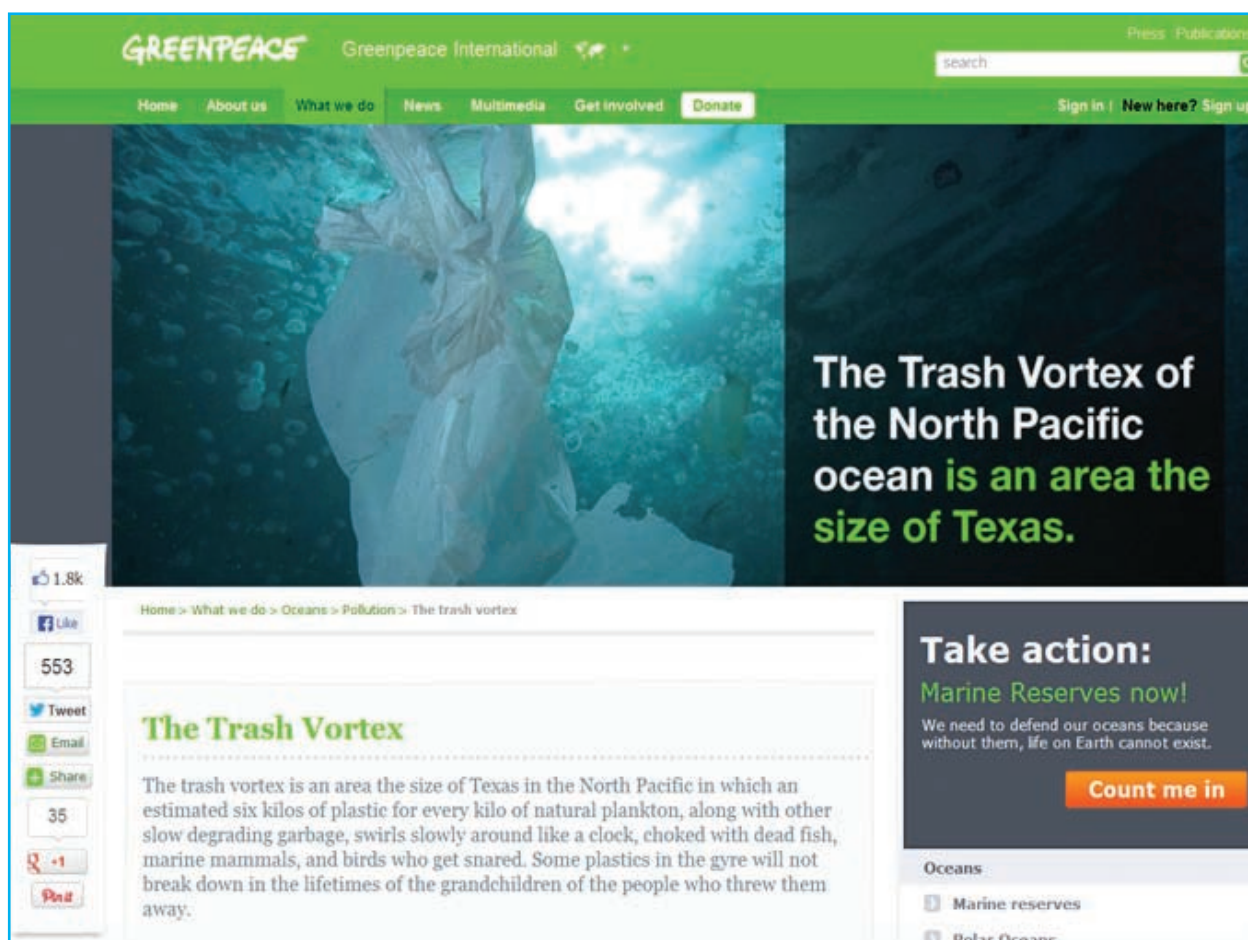 GREENPEACE Greenpeace International
Press Publications
search
Home About us What we do News Multimedia Get involved Donate
Sign in | New here? Sign up
The Trash Vortex of
the North Pacific
ocean is an area the
size of Texas.
1.8k
Like
553
Tweet
Email
Share
35
+1
Pin it
Home > What we do > Oceans > Pollution > The trash vortex
The Trash Vortex
The trash vortex is an area the size of Texas in the North Pacific in which an
estimated six kilos of plastic for every kilo of natural plankton, along with other
slow degrading garbage, swirls slowly around like a clock, choked with dead fish,
marine mammals, and birds who get snared. Some plastics in the gyre will not
break down in the lifetimes of the grandchildren of the people who threw them
away.
Take action:
Marine Reserves now!
We need to defend our oceans because
without them, life on Earth cannot exist.
Count me in
Oceans
Marine reserves
Polar Oceans